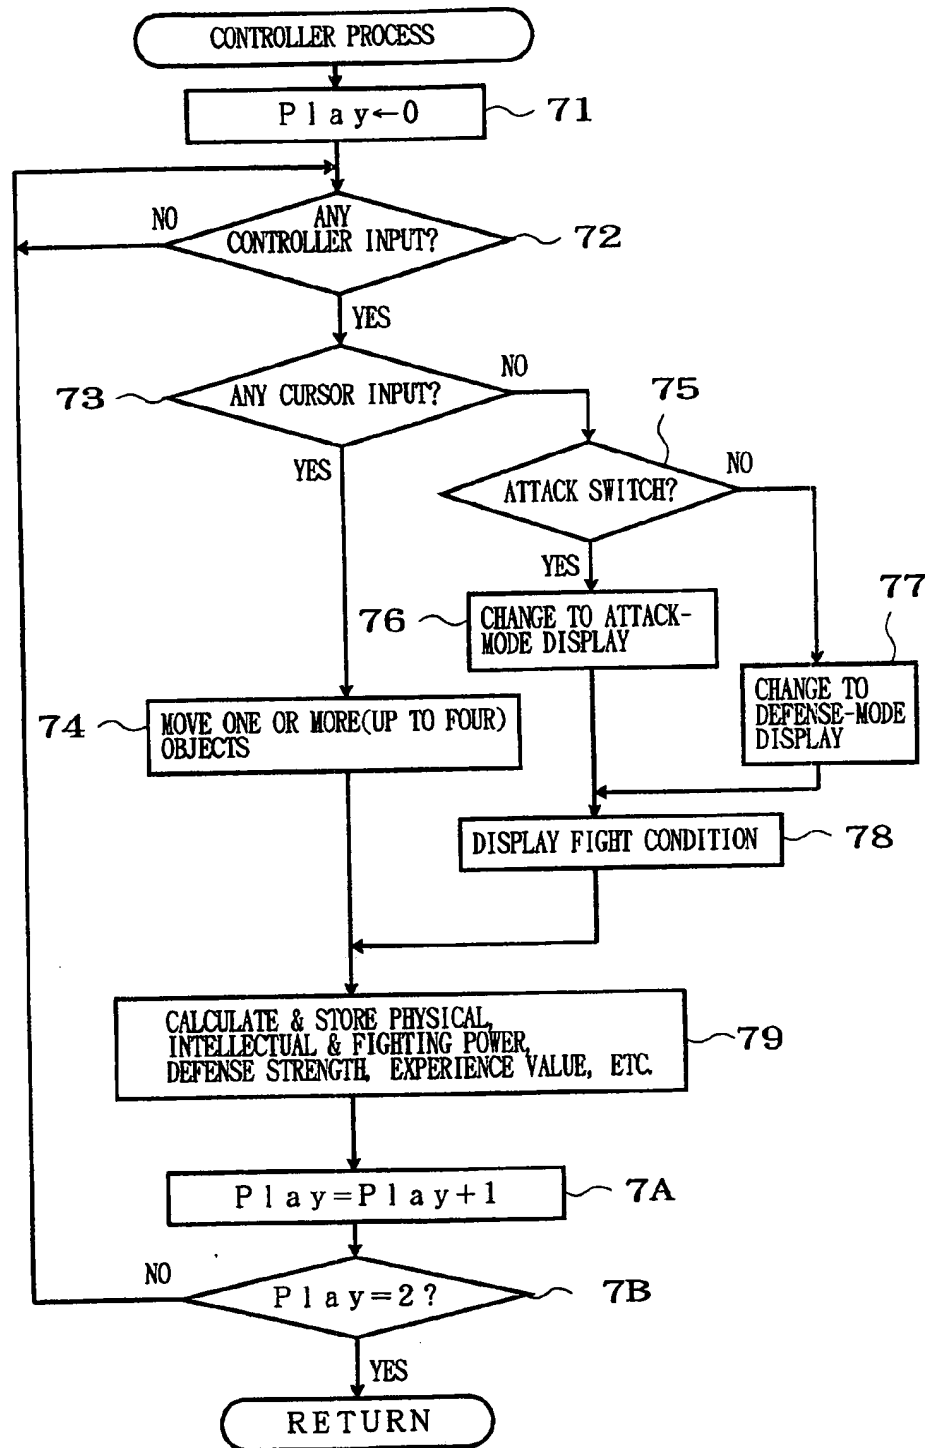 CONTROLLER PROCESS
Play←0
71
NO
ANY
CONTROLLER INPUT?
72
YES
73
ANY CURSOR INPUT?
NO
75
YES
ATTACK SWITCH?
NO
YES
76
CHANGE TO ATTACK-
MODE DISPLAY
77
74
MOVE ONE OR MORE(UP TO FOUR)
OBJECTS
CHANGE TO
DEFENSE-MODE
DISPLAY
DISPLAY FIGHT CONDITION
78
CALCULATE & STORE PHYSICAL,
INTELLECTUAL & FIGHTING POWER,
DEFENSE STRENGTH, EXPERIENCE VALUE, ETC.
79
Play=Play+1
7A
NO
Play=2?
7B
YES
RETURN